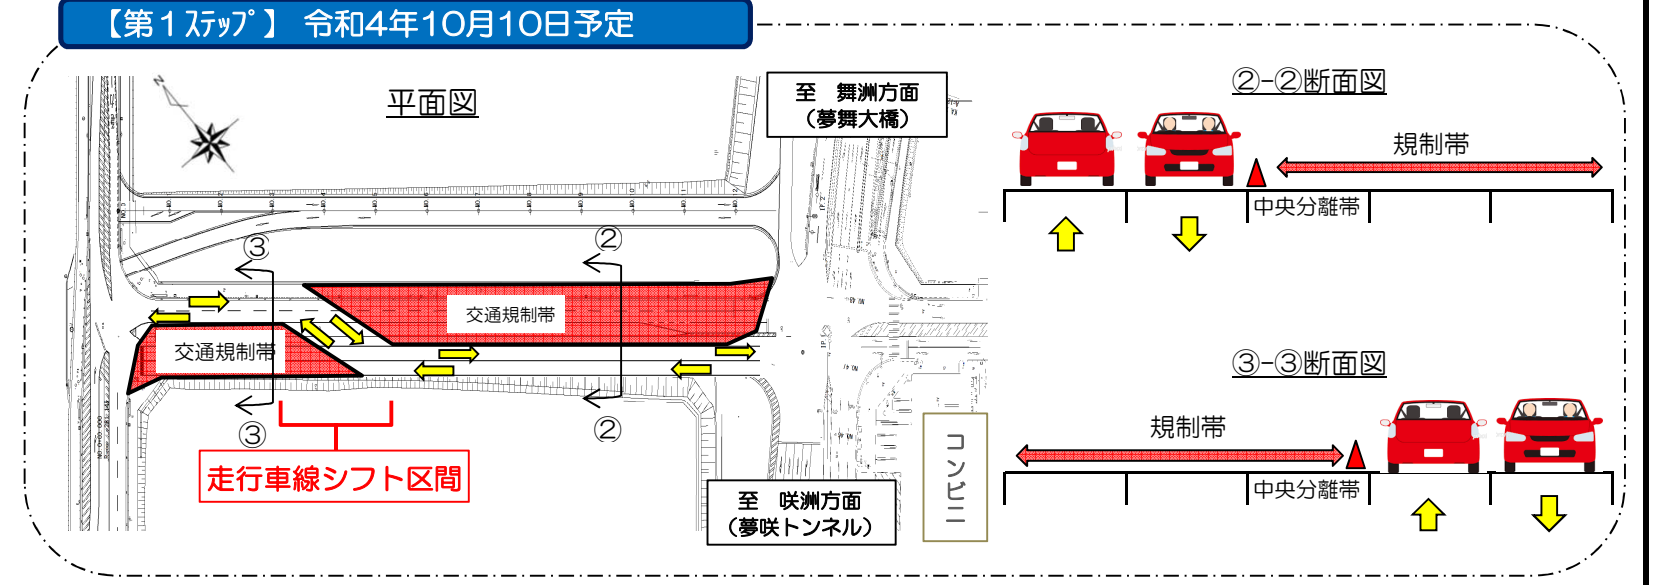 【第１ｽﾃｯﾌﾟ】 令和4年10月10日予定
平面図
至 舞洲方面
（夢舞大橋）
②-②断面図
規制帯
中央分離帯
③
②
交通規制帯
交通規制帯
③
②
走行車線シフト区間
至 咲洲方面
（夢咲トンネル）
コンビニ
③-③断面図
規制帯
中央分離帯